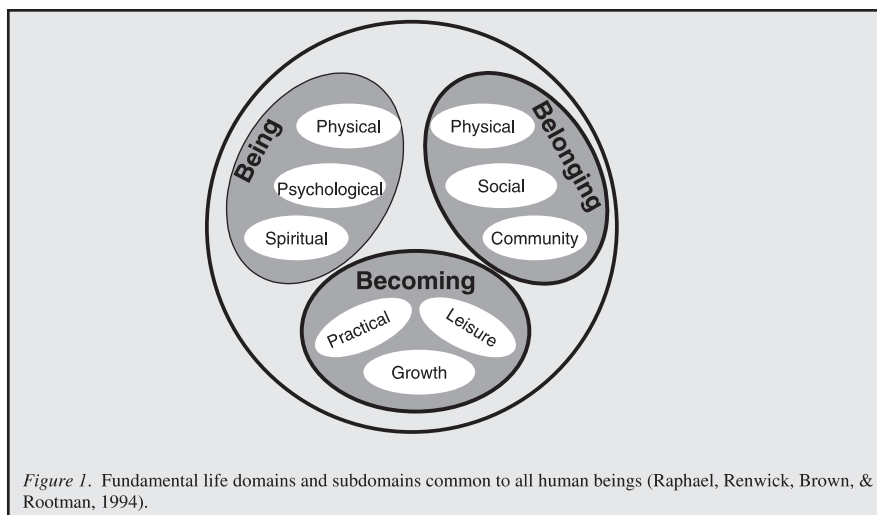 Being
Physical
Psychological
Spiritual
Belonging
Physical
Social
Community
Becoming
Practical
Leisure
Growth
Figure 1. Fundamental life domains and subdomains common to all human beings (Raphael, Renwick, Brown, &
Rootman, 1994).